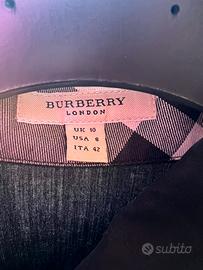 BURBERRY
LONDON
UK 10
USA 8
ITA 42
subito